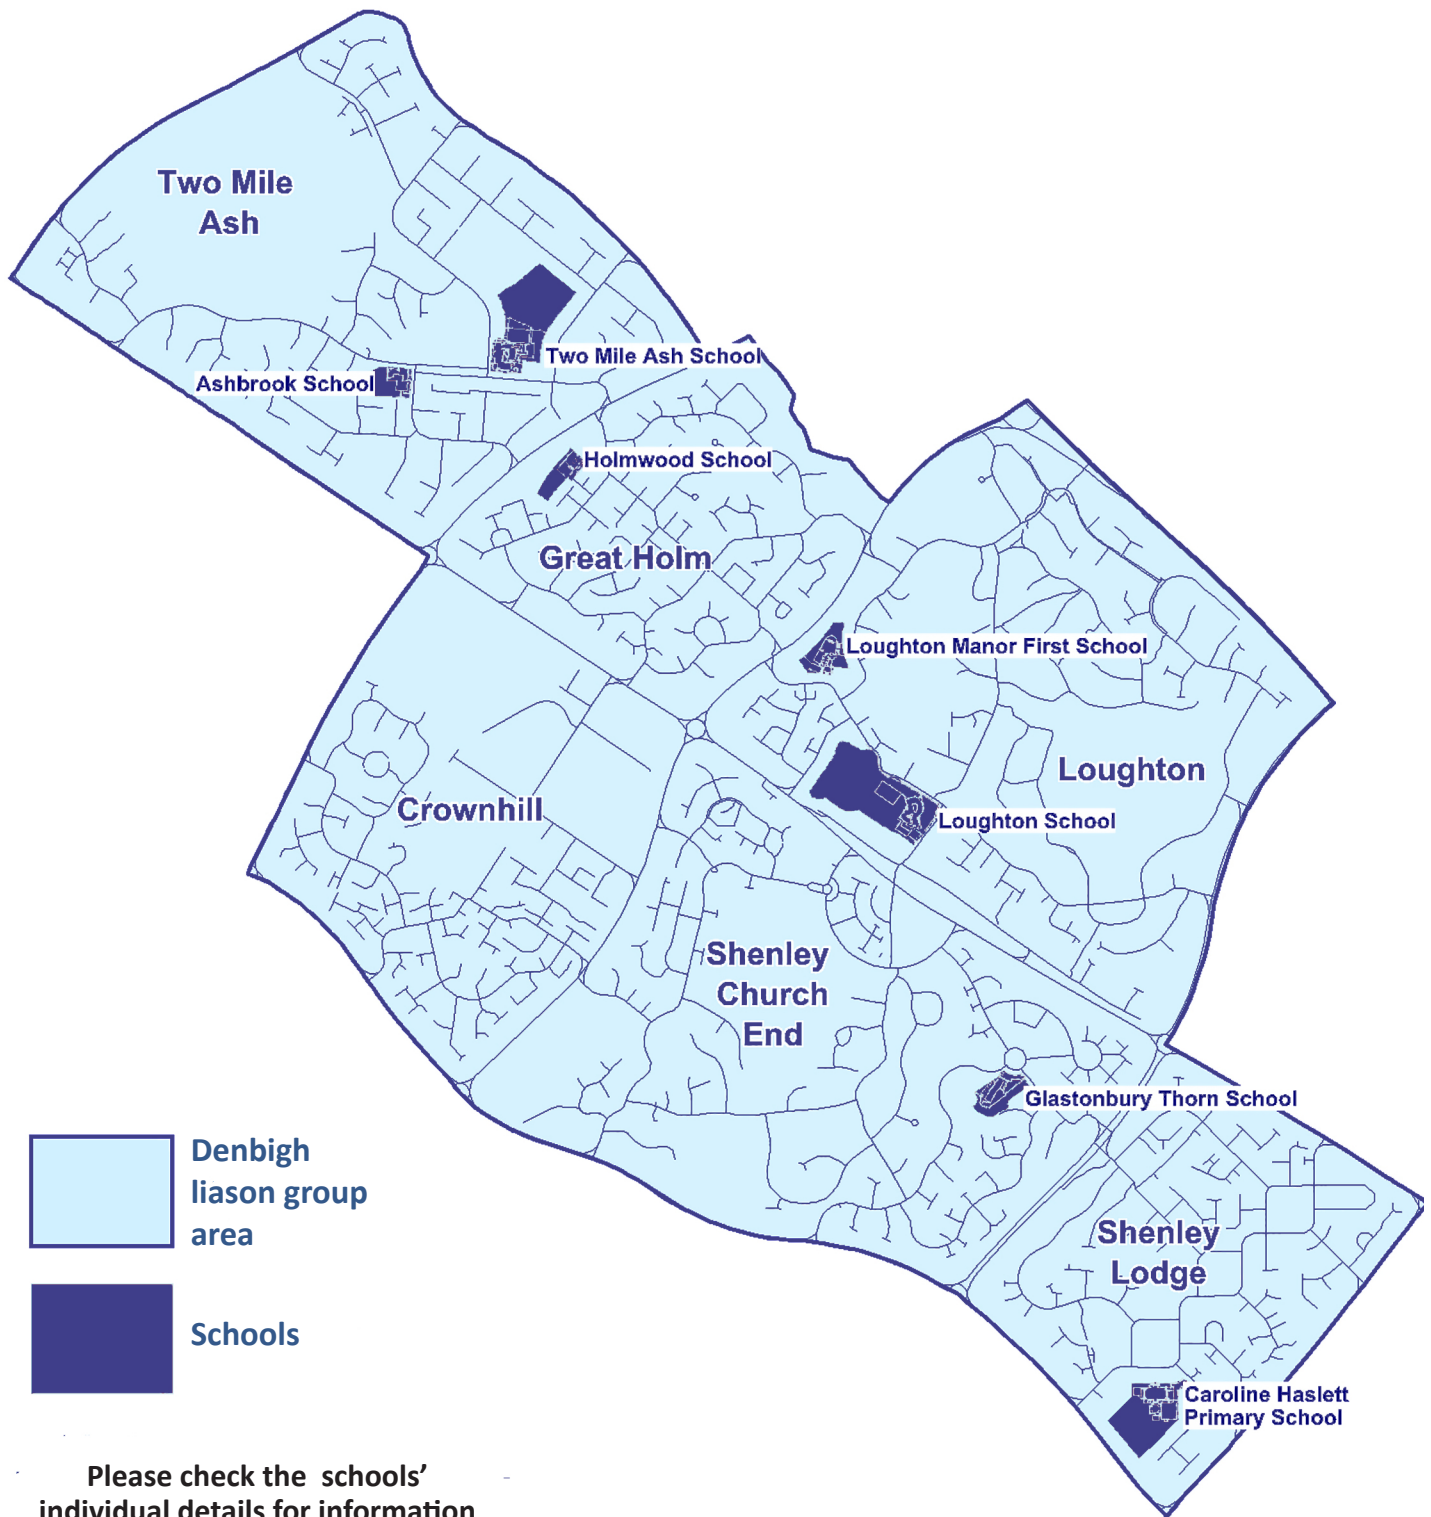 Two Mile
Ash
Two Mile Ash School
Ashbrook School
Holmwood School
Great Holm
Loughton Manor First School
Loughton
Crownhill
Loughton School
Shenley
Church
End
Glastonbury Thorn School
Denbigh
liason group
area
Shenley
Lodge
Schools
Caroline Haslett
Primary School
Please check the schools’
individual details for information